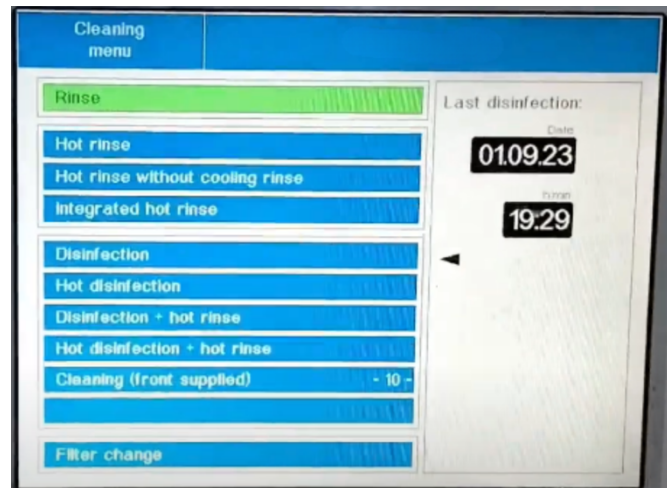 Cleaning
menu
Rinse
Hot rinse
Hot rinse without cooling rinse
Integrated hot rinse
Disinfection
Hot disinfection
Disinfection + hot rinse
Hot disinfection + hot rinse
Cleaning (front supplied) - 10 -
Filter change
Last disinfection:
Date
01.09.23
h:min
19:29